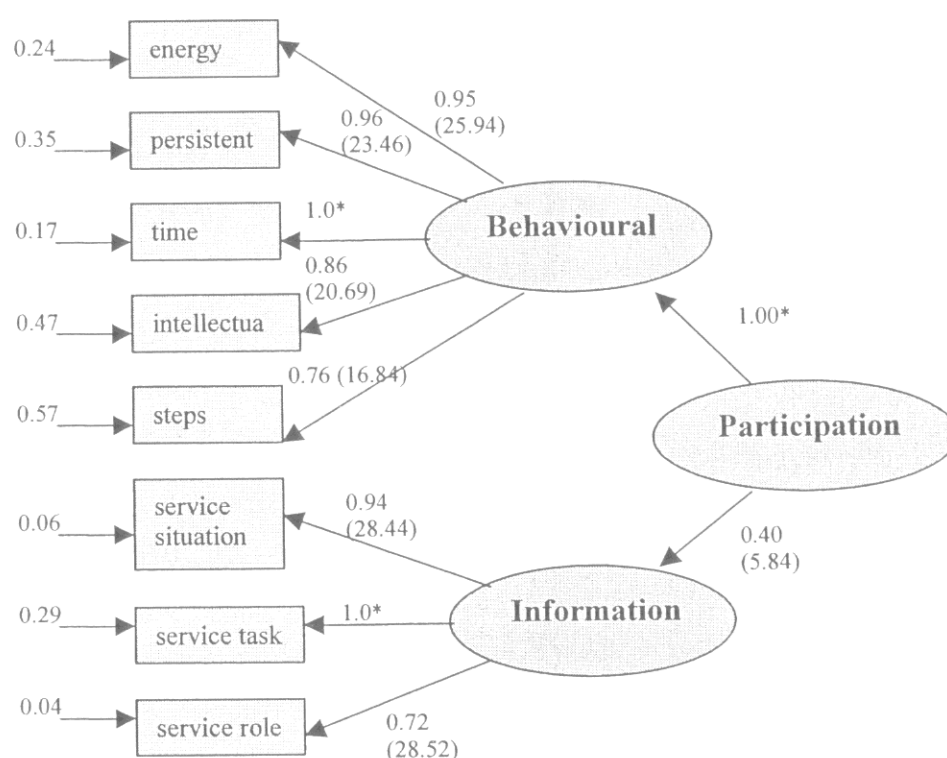 0.24
energy
0.95
(25.94)
0.96
(23.46)
0.35
persistent
1.0*
0.17
time
Behavioural
0.86
(20.69)
0.47
intellectua
1.00*
0.76 (16.84)
0.57
steps
Participation
0.06
service
situation
0.94
(28.44)
0.40
(5.84)
0.29
service task
1.0*
Information
0.04
service role
0.72
(28.52)